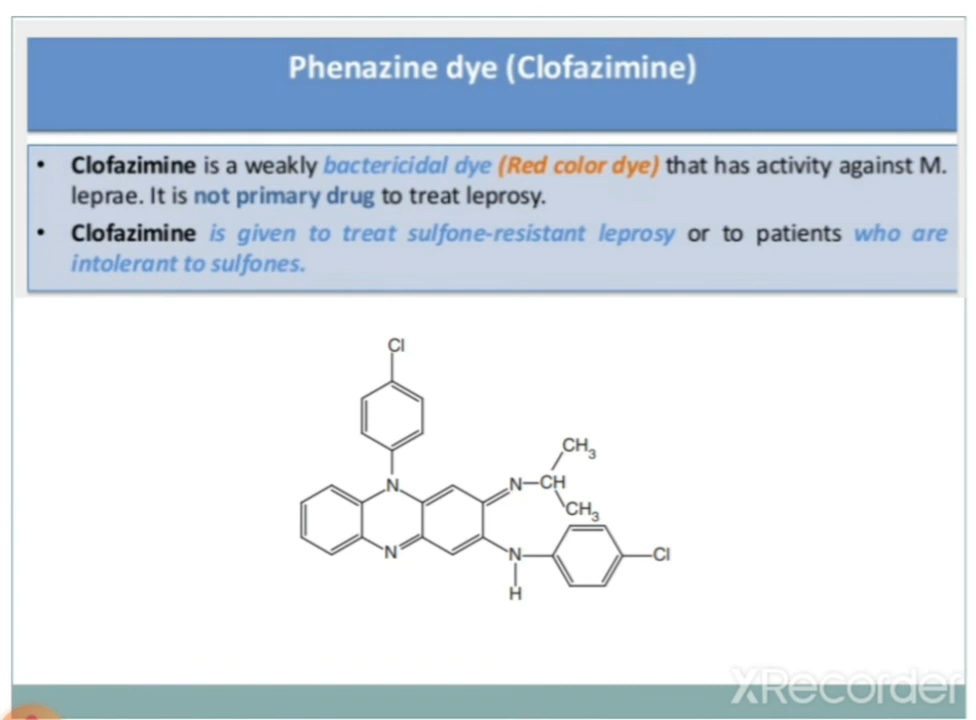 Phenazine dye (Clofazimine)
• Clofazimine is a weakly bactericidal dye (Red color dye) that has activity against M.
leprae. It is not primary drug to treat leprosy.
• Clofazimine is given to treat sulfone-resistant leprosy or to patients who are
intolerant to sulfones.
Cl
CH3
N
N-CH
CH3
N
N
Cl
H
XRecorder